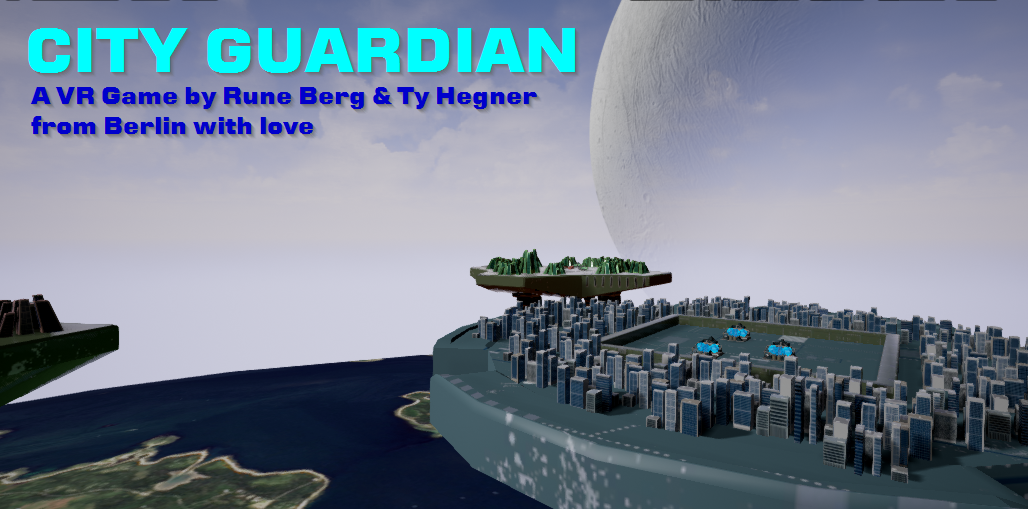 CITY GUARDIAN
A VR Game by Rune Berg & Ty Hegner
from Berlin with love